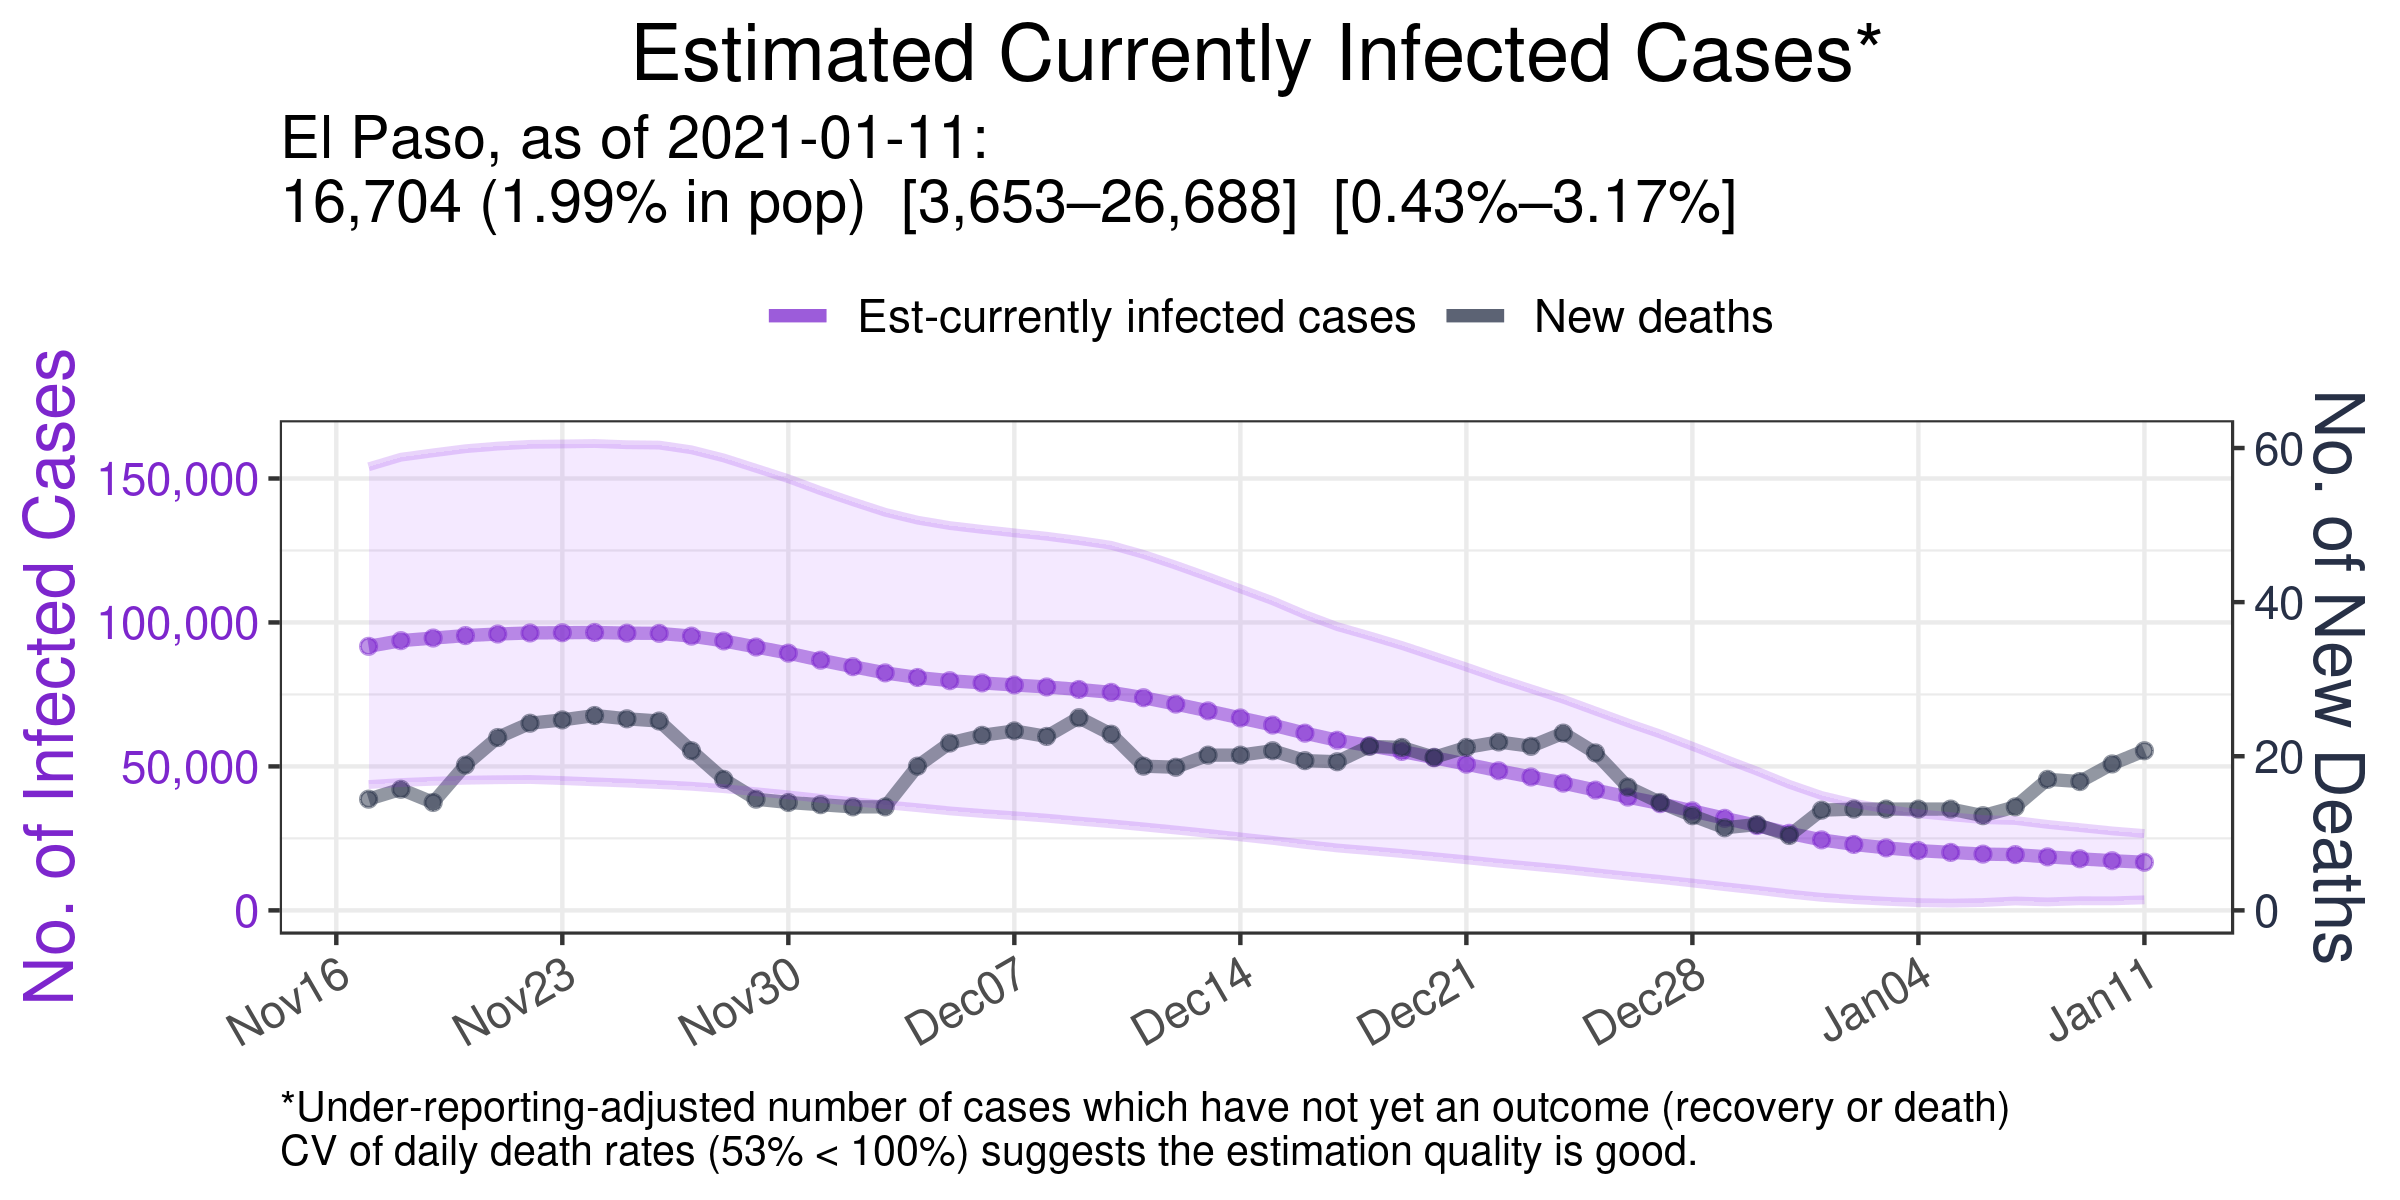 Estimated Currently Infected Cases*
El Paso, as of 2021-01-11:
16,704 (1.99% in pop)  [3,653–26,688]  [0.43%–3.17%]
Est-currently infected cases
New deaths
No. of Infected Cases
150,000
100,000
50,000
0
60
40
20
0
No. of New Deaths
Nov16
Nov23
Nov30
Dec07
Dec14
Dec21
Dec28
Jan04
Jan11
*Under-reporting-adjusted number of cases which have not yet an outcome (recovery or death)
CV of daily death rates (53% < 100%) suggests the estimation quality is good.